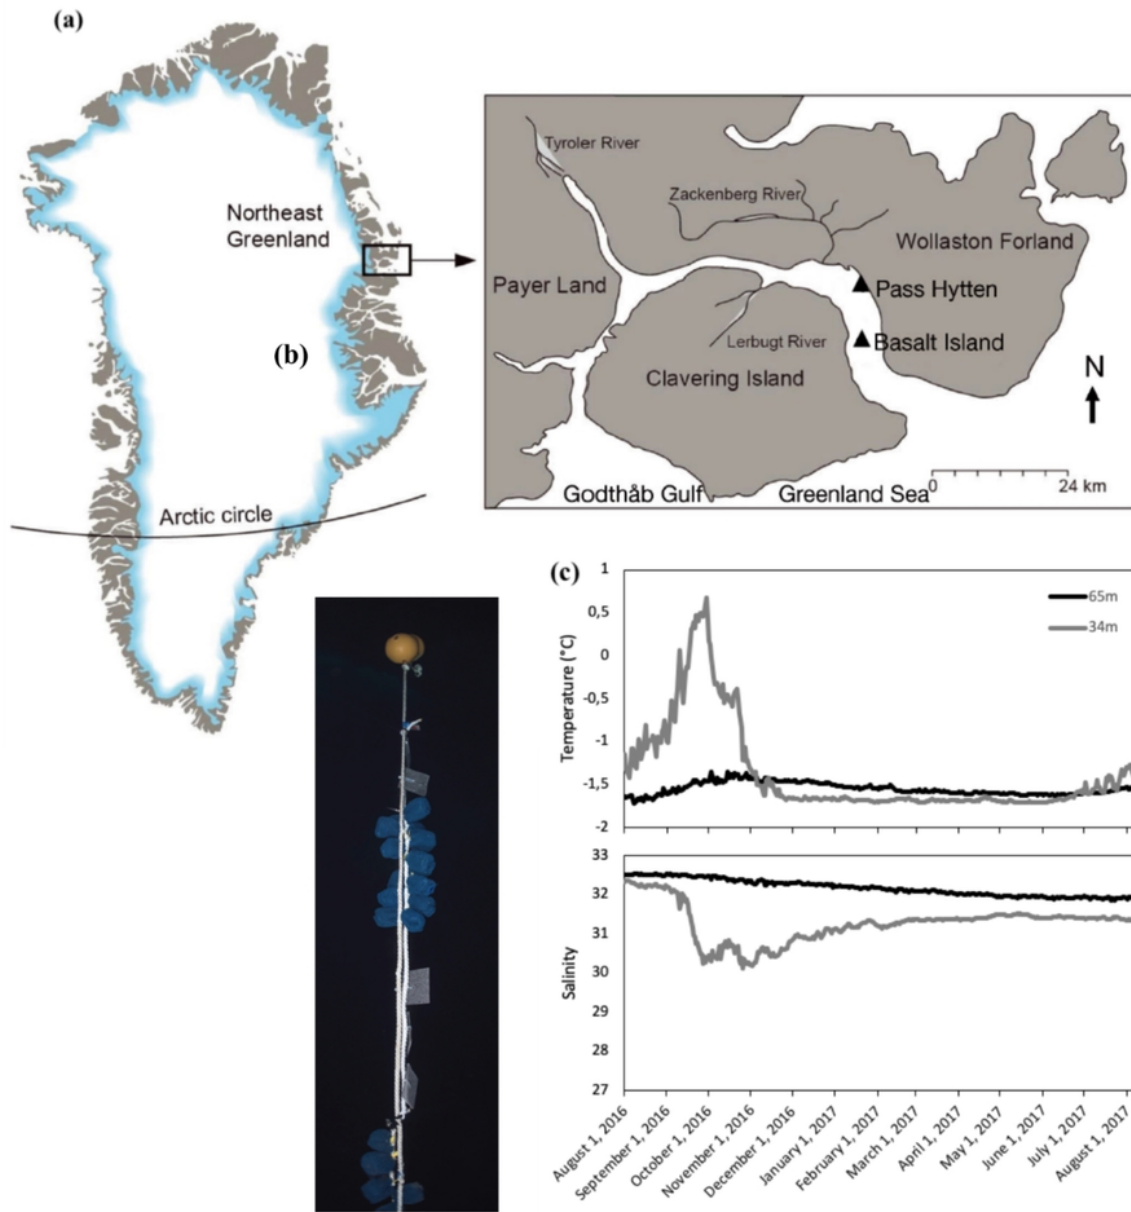 (a)
Northeast
Greenland
(b)
Arctic circle
Tyroler River
Zackenberg River
Wollaston Forland
Payer Land
Pass Hytten
Lerbugt River
Basalt Island
Clavering Island
N
Godthåb Gulf
Greenland Sea
0
24 km
(c)
Temperature (°C)
1
0,5
0
-0,5
-1
-1,5
-2
65m
34m
Salinity
33
32
31
30
29
28
27
August 1, 2016
September 1, 2016
October 1, 2016
November 1, 2016
December 1, 2016
January 1, 2017
February 1, 2017
March 1, 2017
April 1, 2017
May 1, 2017
June 1, 2017
July 1, 2017
August 1, 2017